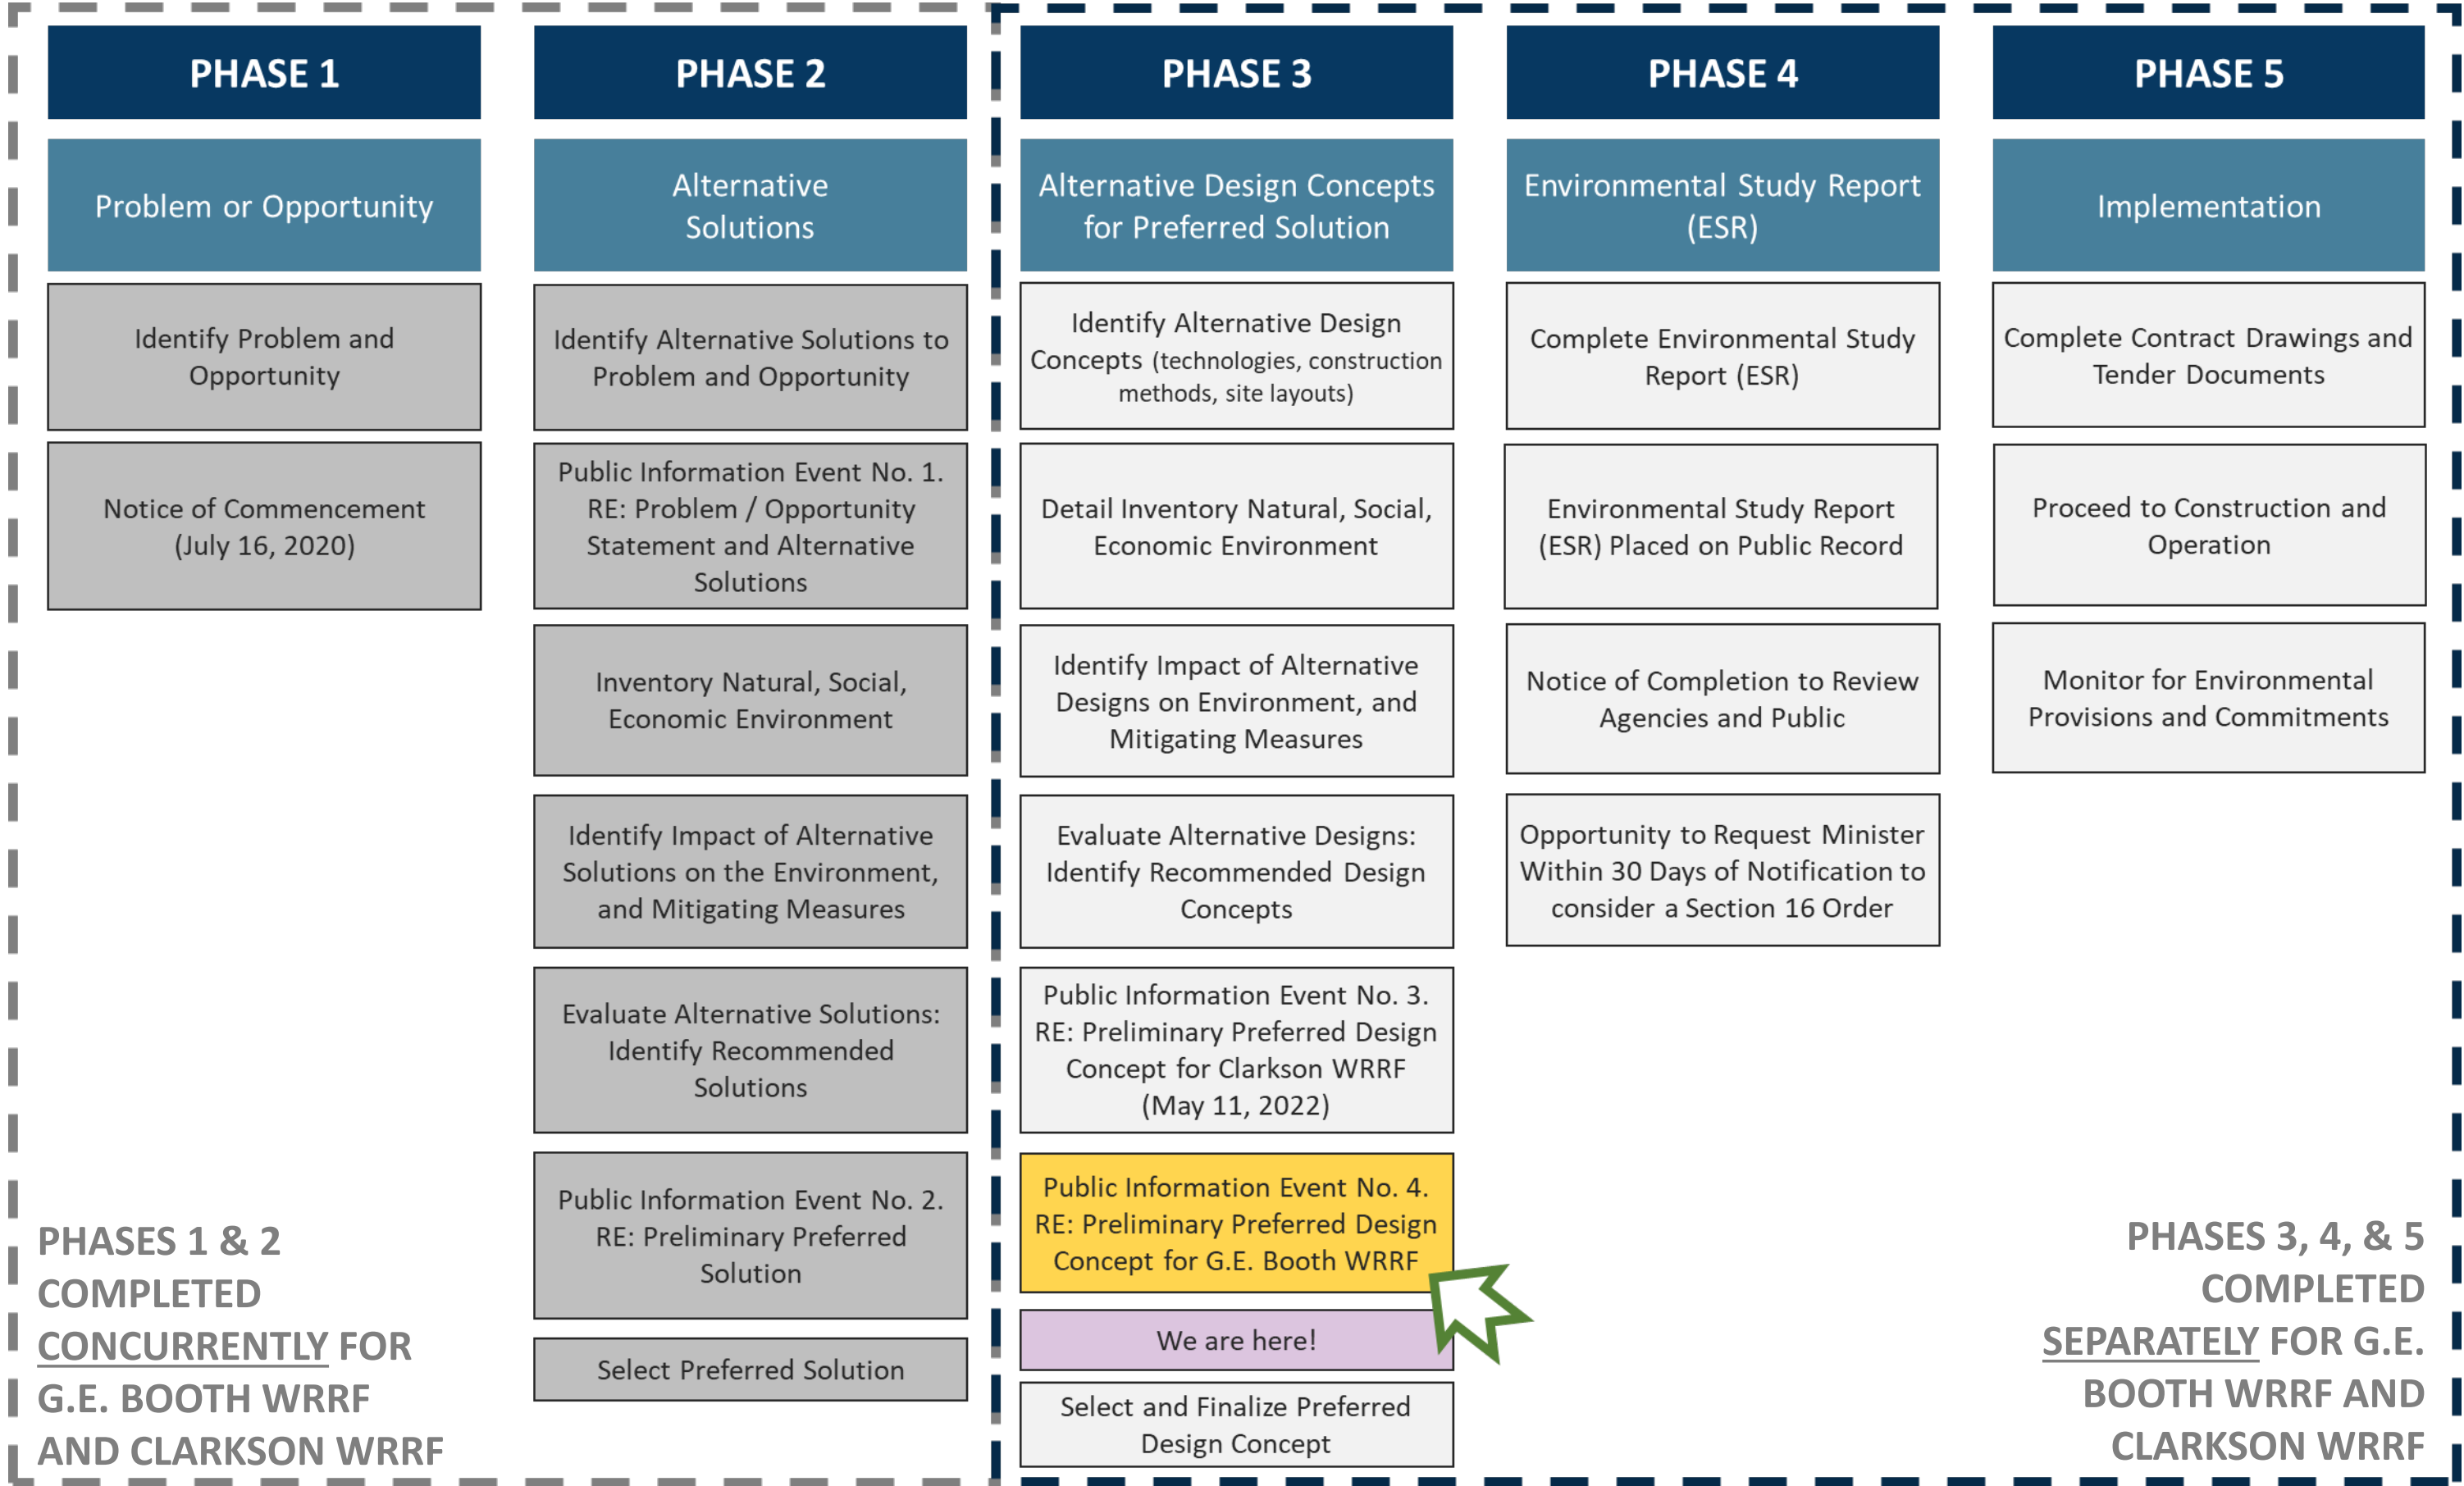 PHASE 1
Problem or Opportunity
Identify Problem and
Opportunity
Notice of Commencement
(July 16, 2020)
PHASES 1 & 2
COMPLETED
CONCURRENTLY FOR
G.E. BOOTH WRRF
AND CLARKSON WRRF
PHASE 2
Alternative
Solutions
Identify Alternative Solutions to
Problem and Opportunity
Public Information Event No. 1.
RE: Problem / Opportunity
Statement and Alternative
Solutions
Inventory Natural, Social,
Economic Environment
Identify Impact of Alternative
Solutions on the Environment,
and Mitigating Measures
Evaluate Alternative Solutions:
Identify Recommended
Solutions
Public Information Event No. 2.
RE: Preliminary Preferred
Solution
Select Preferred Solution
PHASE 3
Alternative Design Concepts
for Preferred Solution
Identify Alternative Design
Concepts (technologies, construction
methods, site layouts)
Detail Inventory Natural, Social,
Economic Environment
Identify Impact of Alternative
Designs on Environment, and
Mitigating Measures
Evaluate Alternative Designs:
Identify Recommended Design
Concepts
Public Information Event No. 3.
RE: Preliminary Preferred Design
Concept for Clarkson WRRF
(May 11, 2022)
Public Information Event No. 4.
RE: Preliminary Preferred Design
Concept for G.E. Booth WRRF
We are here!
Select and Finalize Preferred
Design Concept
PHASE 4
Environmental Study Report
(ESR)
Complete Environmental Study
Report (ESR)
Environmental Study Report
(ESR) Placed on Public Record
Notice of Completion to Review
Agencies and Public
Opportunity to Request Minister
Within 30 Days of Notification to
consider a Section 16 Order
PHASE 5
Implementation
Complete Contract Drawings and
Tender Documents
Proceed to Construction and
Operation
Monitor for Environmental
Provisions and Commitments
PHASES 3, 4, & 5
COMPLETED
SEPARATELY FOR G.E.
BOOTH WRRF AND
CLARKSON WRRF